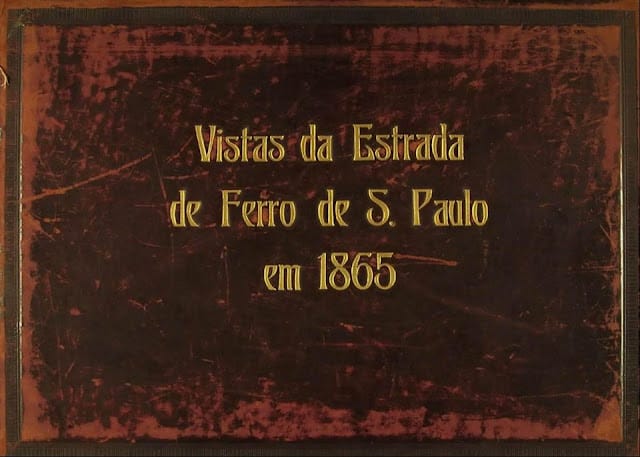 Vistas da Estrada
de Ferro de S. Paulo
em 1865